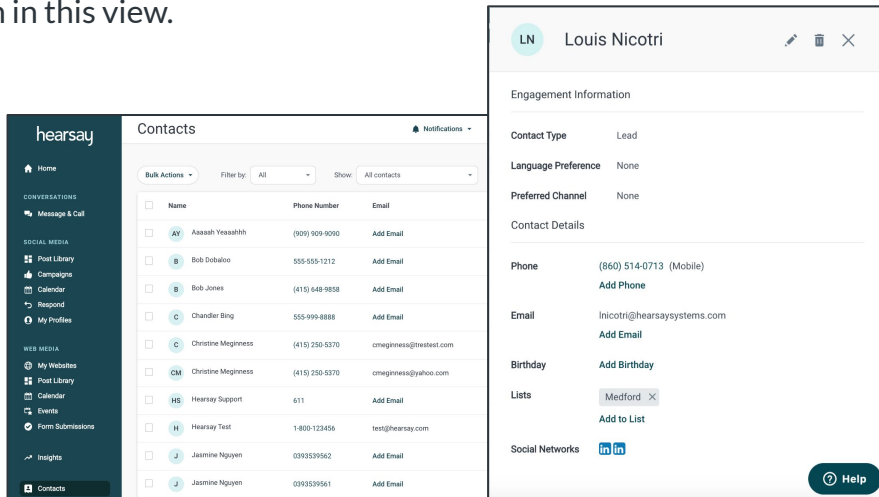 n in this view.
hearsay
Home
CONVERSATIONS
Message & Call
SOCIAL MEDIA
Post Library
Campaigns
Calendar
Respond
My Profiles
WEB MEDIA
My Websites
Post Library
Calendar
Events
Form Submissions
Insights
Contacts
Contacts
Notifications
Bulk Actions Filter by: All Show: All contacts
Name Phone Number Email
AY Aaaaah Yeaaahhh (909) 909-9090 Add Email
B Bob Dobaloo 555-555-1212 Add Email
B Bob Jones (415) 648-9858 Add Email
C Chandler Bing 555-999-8888 Add Email
C Christine Meginness (415) 250-5370 cmeginness@trestest.com
CM Christine Meginness (415) 250-5370 cmeginness@yahoo.com
HS Hearsay Support 611 Add Email
H Hearsay Test 1-800-123456 test@hearsay.com
J Jasmine Nguyen 0393539562 Add Email
J Jasmine Nguyen 0393539561 Add Email
LN Louis Nicotri
Engagement Information
Contact Type Lead
Language Preference None
Preferred Channel None
Contact Details
Phone (860) 514-0713 (Mobile)
Add Phone
Email lnicotri@hearsaysystems.com
Add Email
Birthday Add Birthday
Lists Medford
Add to List
Social Networks in in
Help